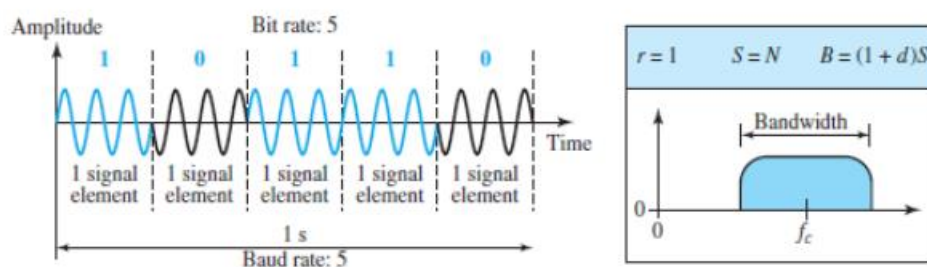 Amplitude
Bit rate: 5
1 0 1 1 0
Time
1 signal element
1 signal element
1 signal element
1 signal element
1 signal element
1 s
Baud rate: 5
r = 1 S = N B = (1 + d)S
Bandwidth
0
0
fc